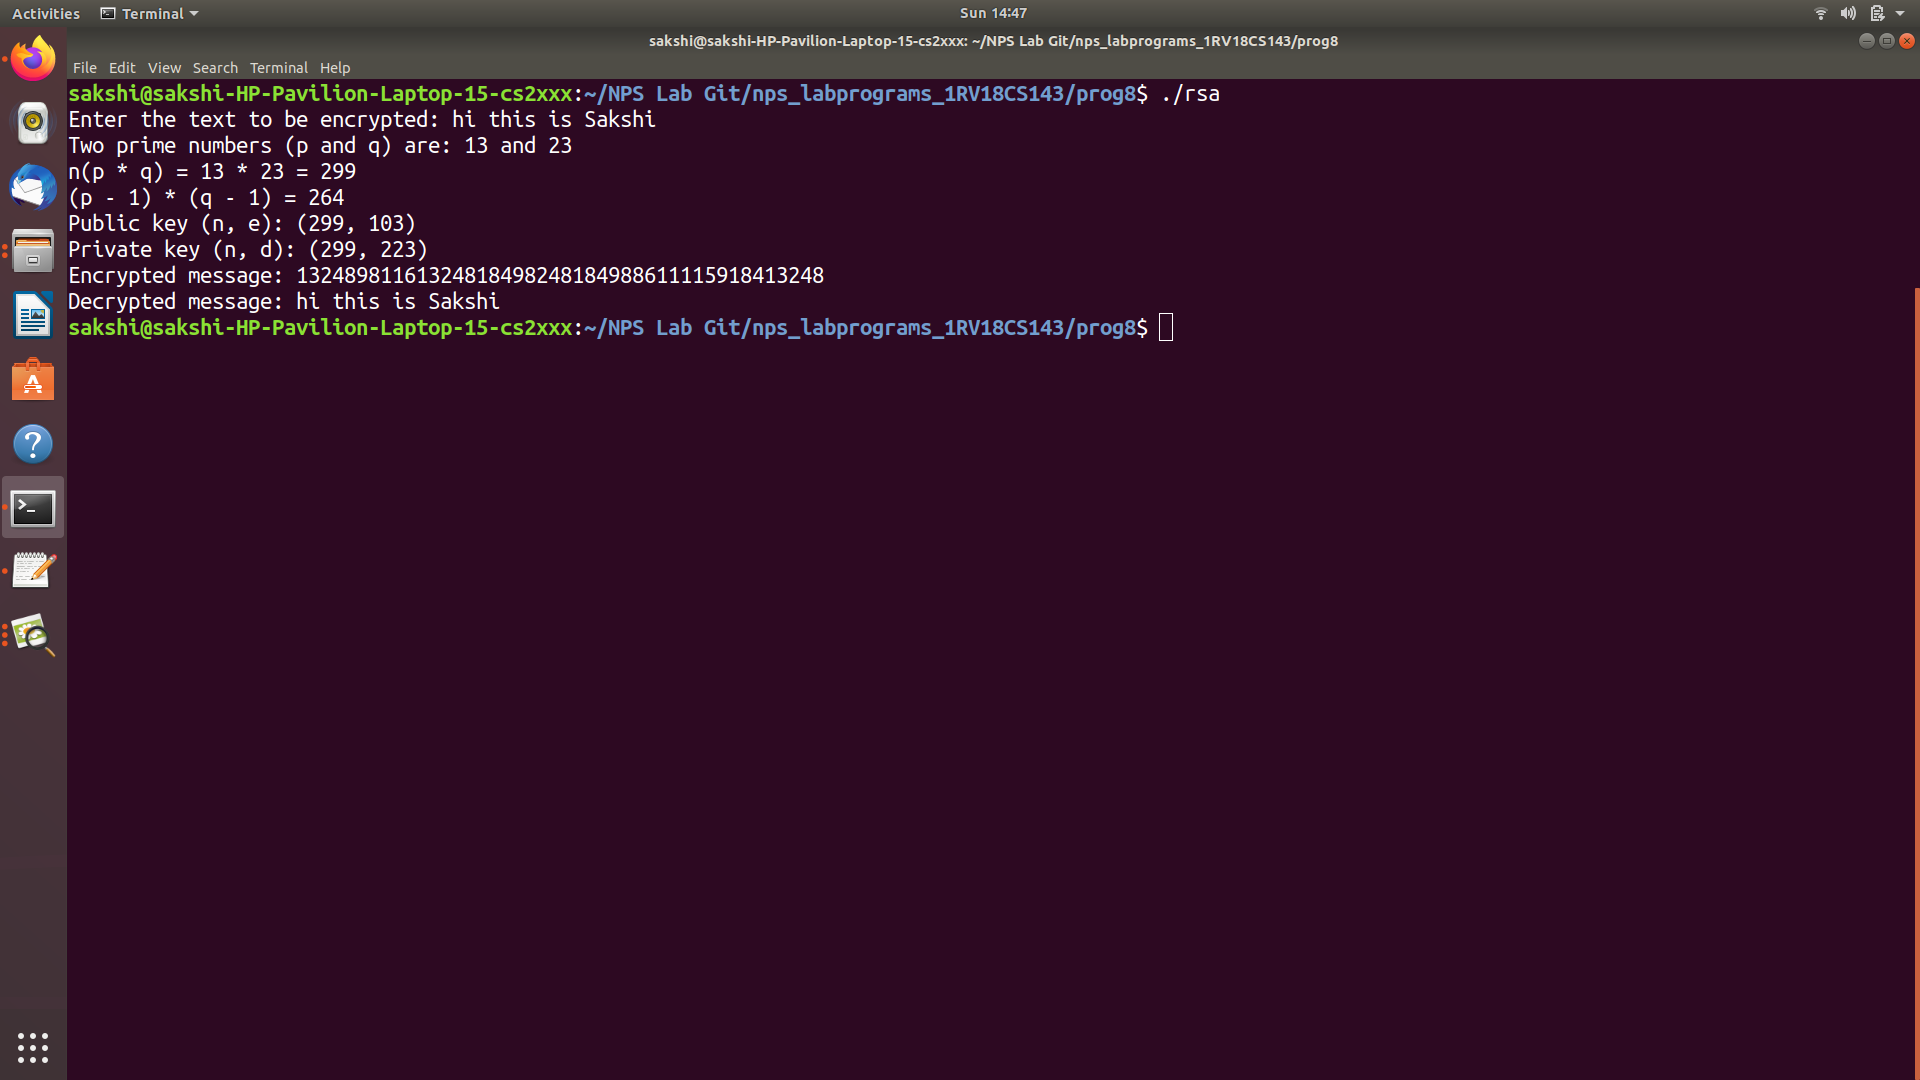 Activities Terminal Sun 14:47
sakshi@sakshi-HP-Pavilion-Laptop-15-cs2xxx: ~/NPS Lab Git/nps_labprograms_1RV18CS143/prog8
File Edit View Search Terminal Help
sakshi@sakshi-HP-Pavilion-Laptop-15-cs2xxx:~/NPS Lab Git/nps_labprograms_1RV18CS143/prog8$ ./rsa
Enter the text to be encrypted: hi this is Sakshi
Two prime numbers (p and q) are: 13 and 23
n(p * q) = 13 * 23 = 299
(p - 1) * (q - 1) = 264
Public key (n, e): (299, 103)
Private key (n, d): (299, 223)
Encrypted message: 13248981161324818498248184988611115918413248
Decrypted message: hi this is Sakshi
sakshi@sakshi-HP-Pavilion-Laptop-15-cs2xxx:~/NPS Lab Git/nps_labprograms_1RV18CS143/prog8$